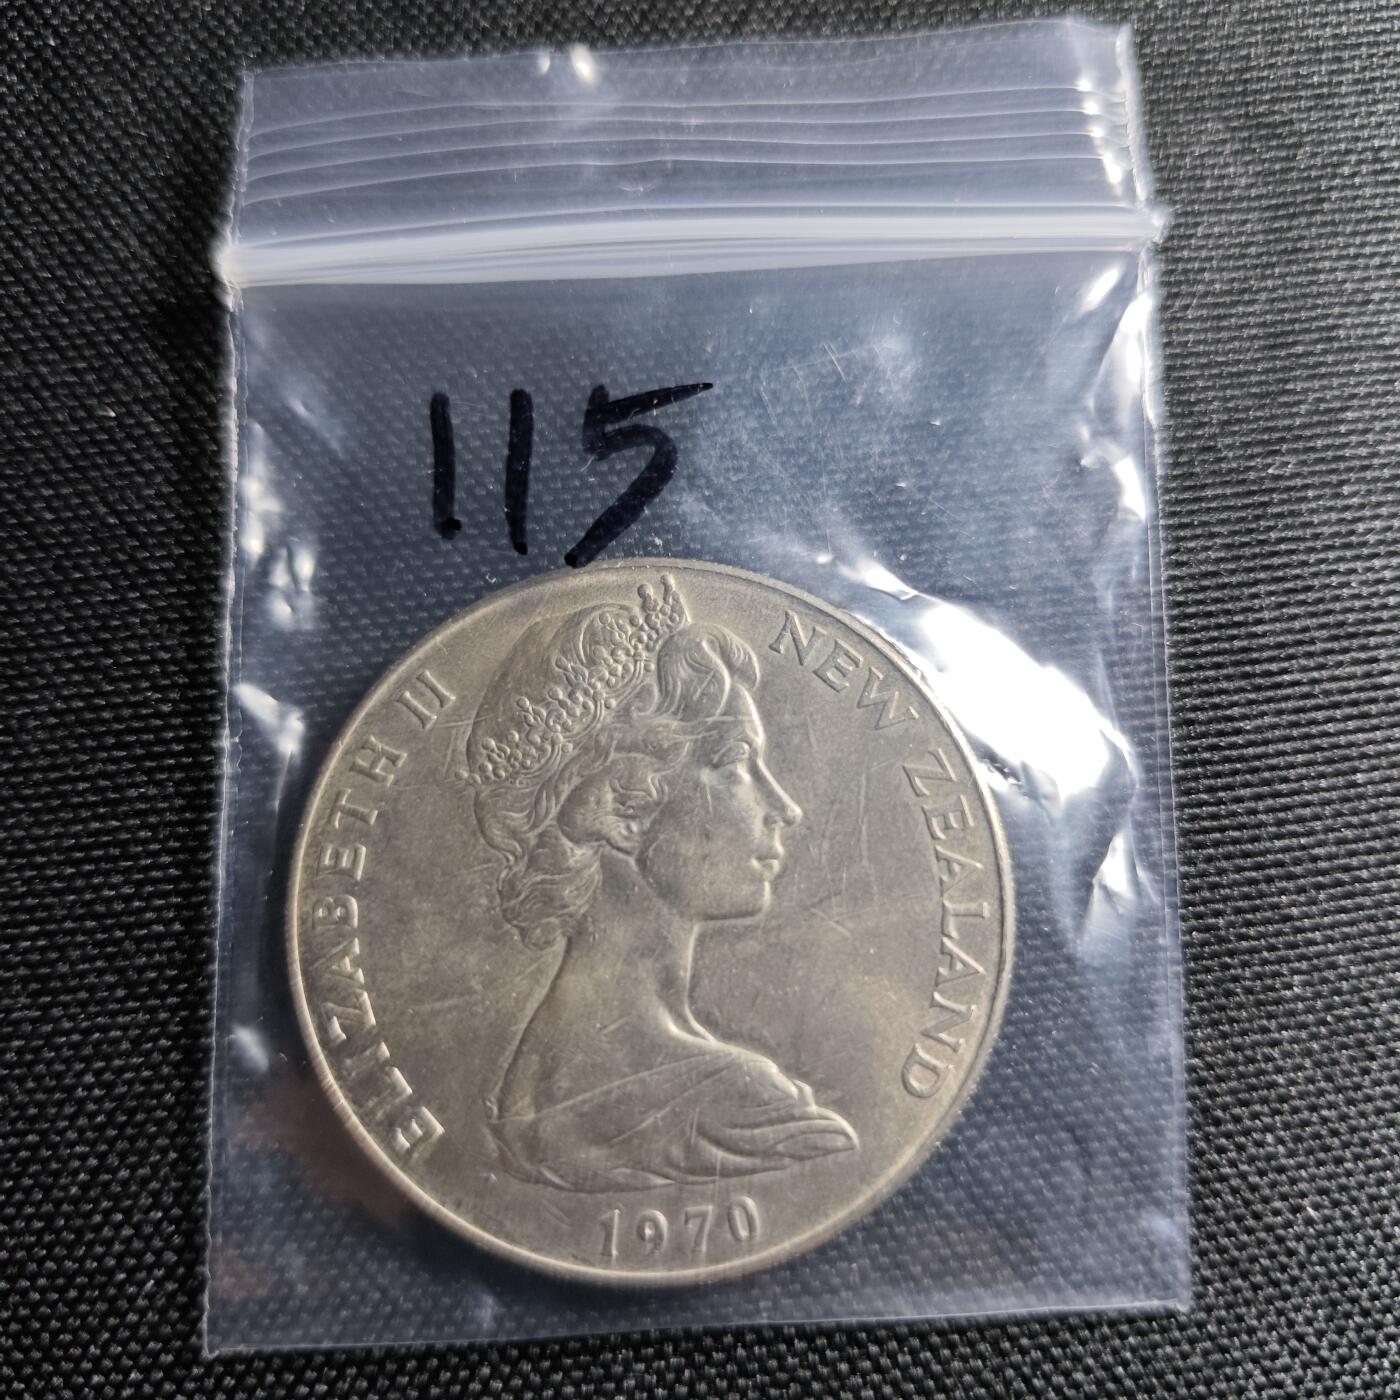 115
ELIZABETH II
NEW ZEALAND
1970